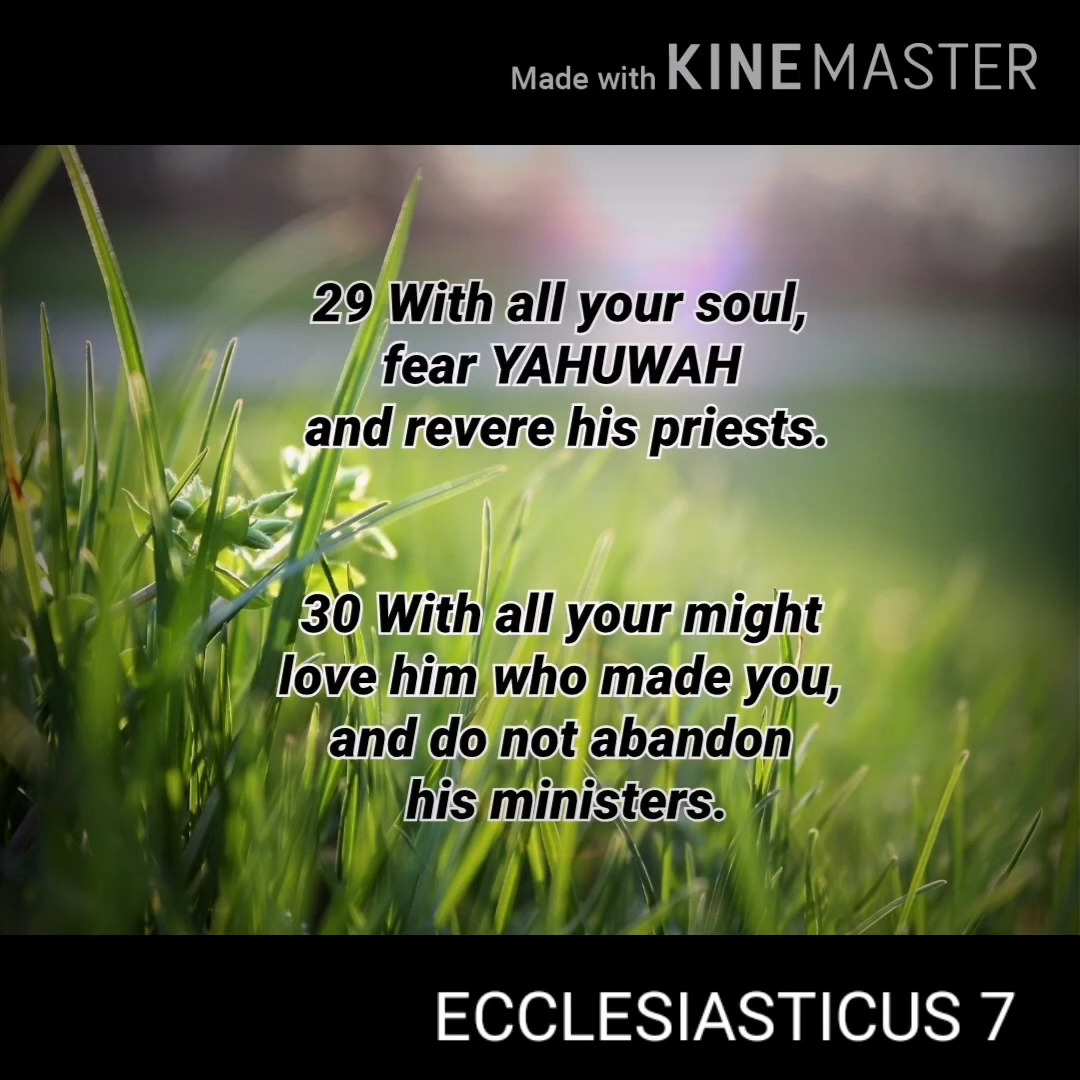 Made with KINEMASTER
29 With all your soul,
fear YAHUWAH
and revere his priests.
30 With all your might
love him who made you,
and do not abandon
his ministers.
ECCLESIASTICUS 7